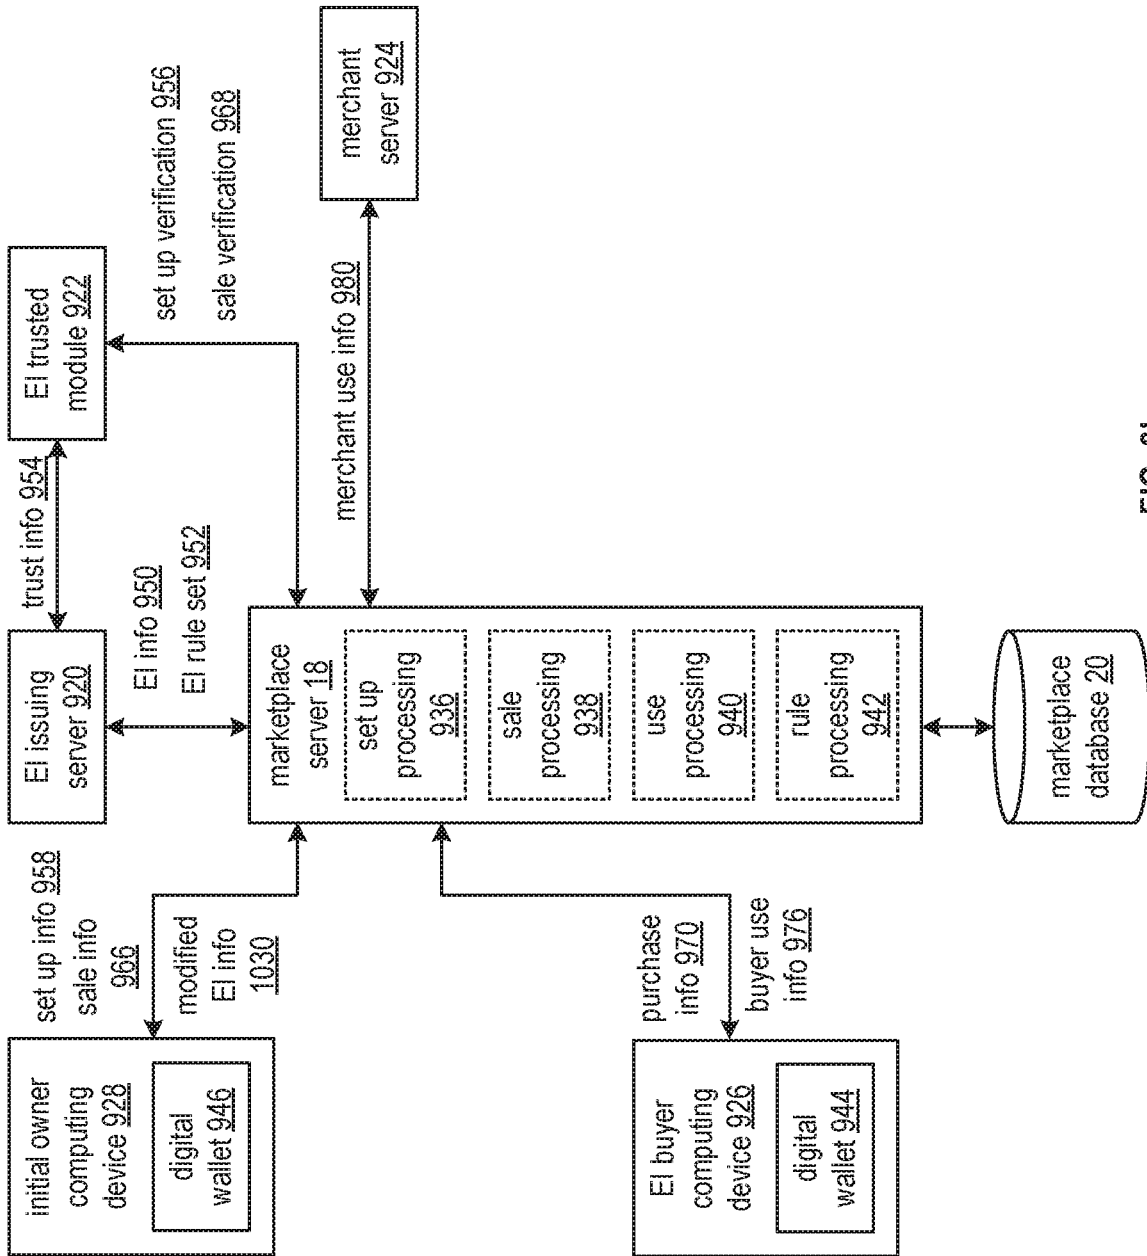 initial owner
computing
device 928
digital
wallet 946
set up info 958
sale info
966
modified
EI info
1030
EI issuing
server 920
trust info 954
EI trusted
module 922
EI info 950
EI rule set 952
set up verification 956
sale verification 968
marketplace
server 18
set up
processing
936
sale
processing
938
use
processing
940
rule
processing
942
merchant use info 980
merchant
server 924
EI buyer
computing
device 926
digital
wallet 944
purchase
info 970
buyer use
info 976
marketplace
database 20
FIG.